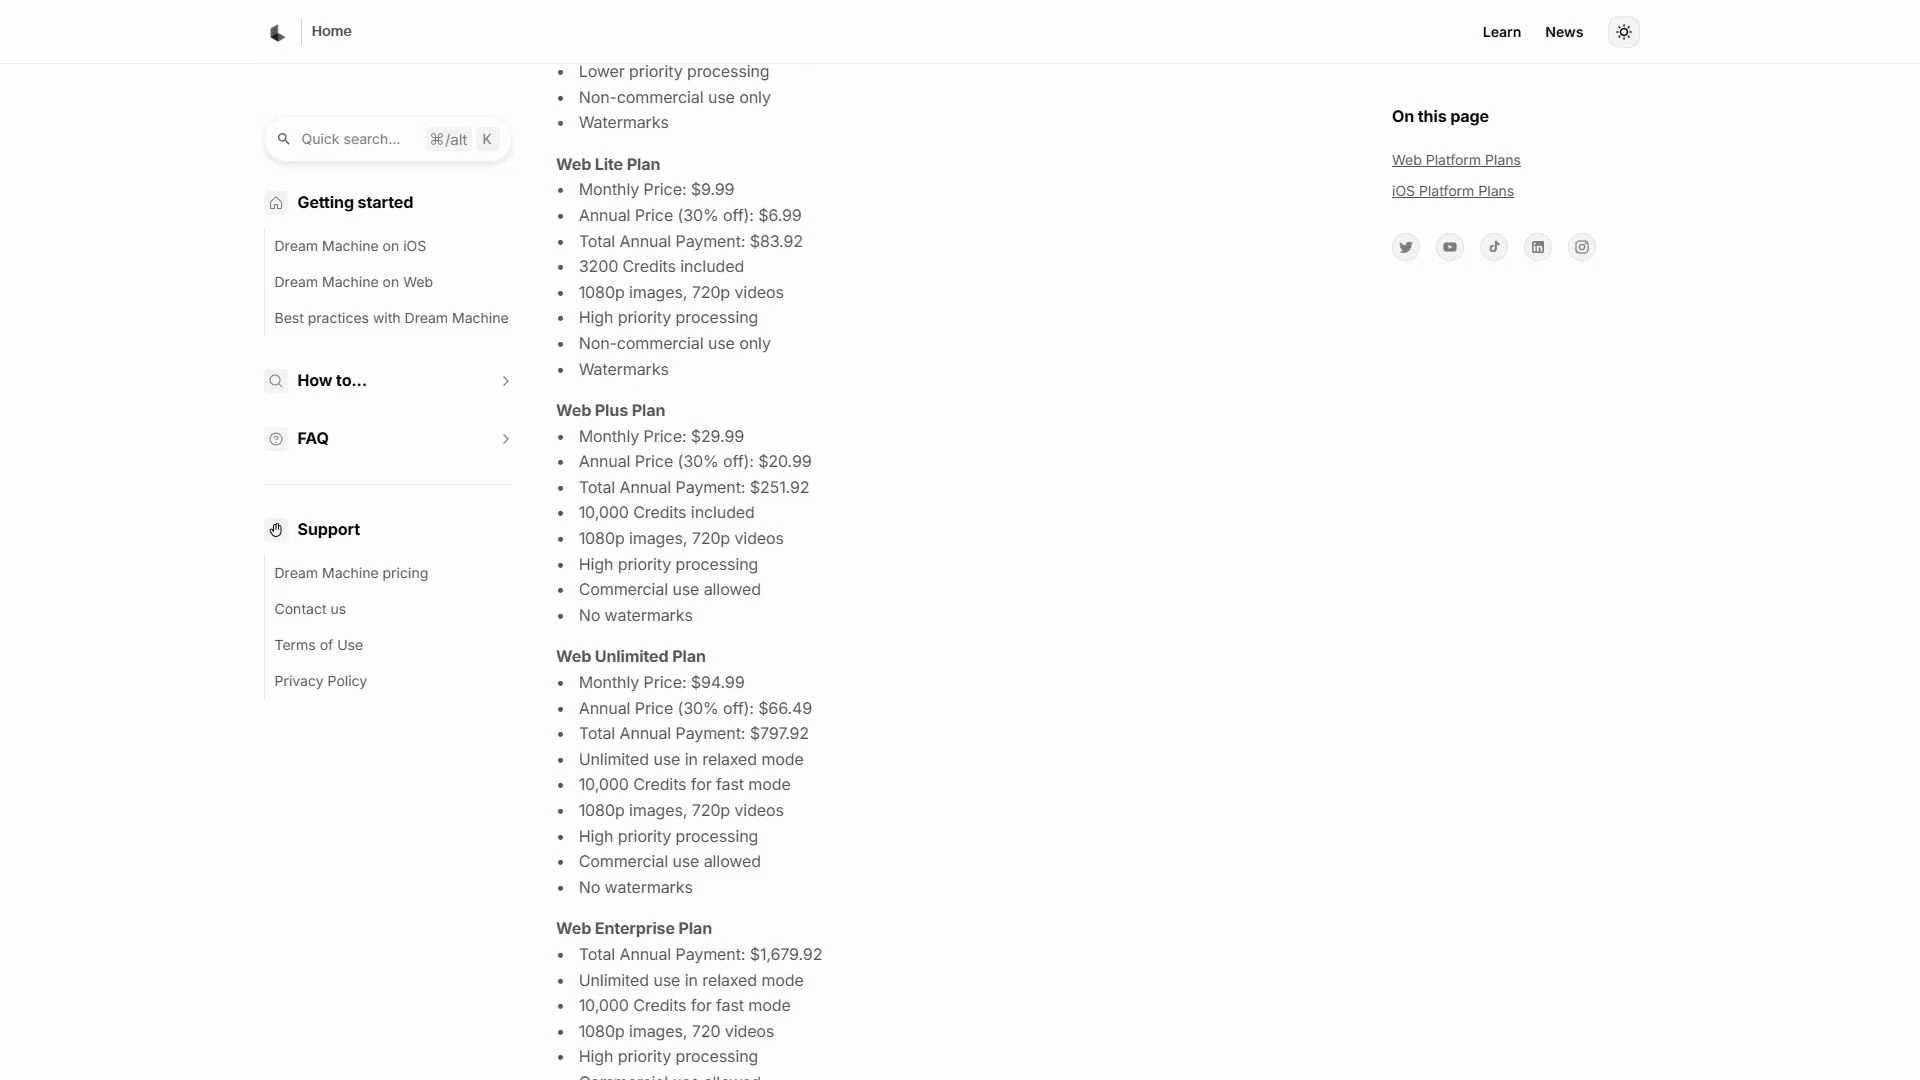 Home
Learn
News
Quick search...
⌘/alt
K
Getting started
Dream Machine on iOS
Dream Machine on Web
Best practices with Dream Machine
How to...
FAQ
Support
Dream Machine pricing
Contact us
Terms of Use
Privacy Policy
• Lower priority processing
• Non-commercial use only
• Watermarks
Web Lite Plan
• Monthly Price: $9.99
• Annual Price (30% off): $6.99
• Total Annual Payment: $83.92
• 3200 Credits included
• 1080p images, 720p videos
• High priority processing
• Non-commercial use only
• Watermarks
Web Plus Plan
• Monthly Price: $29.99
• Annual Price (30% off): $20.99
• Total Annual Payment: $251.92
• 10,000 Credits included
• 1080p images, 720p videos
• High priority processing
• Commercial use allowed
• No watermarks
Web Unlimited Plan
• Monthly Price: $94.99
• Annual Price (30% off): $66.49
• Total Annual Payment: $797.92
• Unlimited use in relaxed mode
• 10,000 Credits for fast mode
• 1080p images, 720p videos
• High priority processing
• Commercial use allowed
• No watermarks
Web Enterprise Plan
• Total Annual Payment: $1,679.92
• Unlimited use in relaxed mode
• 10,000 Credits for fast mode
• 1080p images, 720 videos
• High priority processing
On this page
Web Platform Plans
iOS Platform Plans